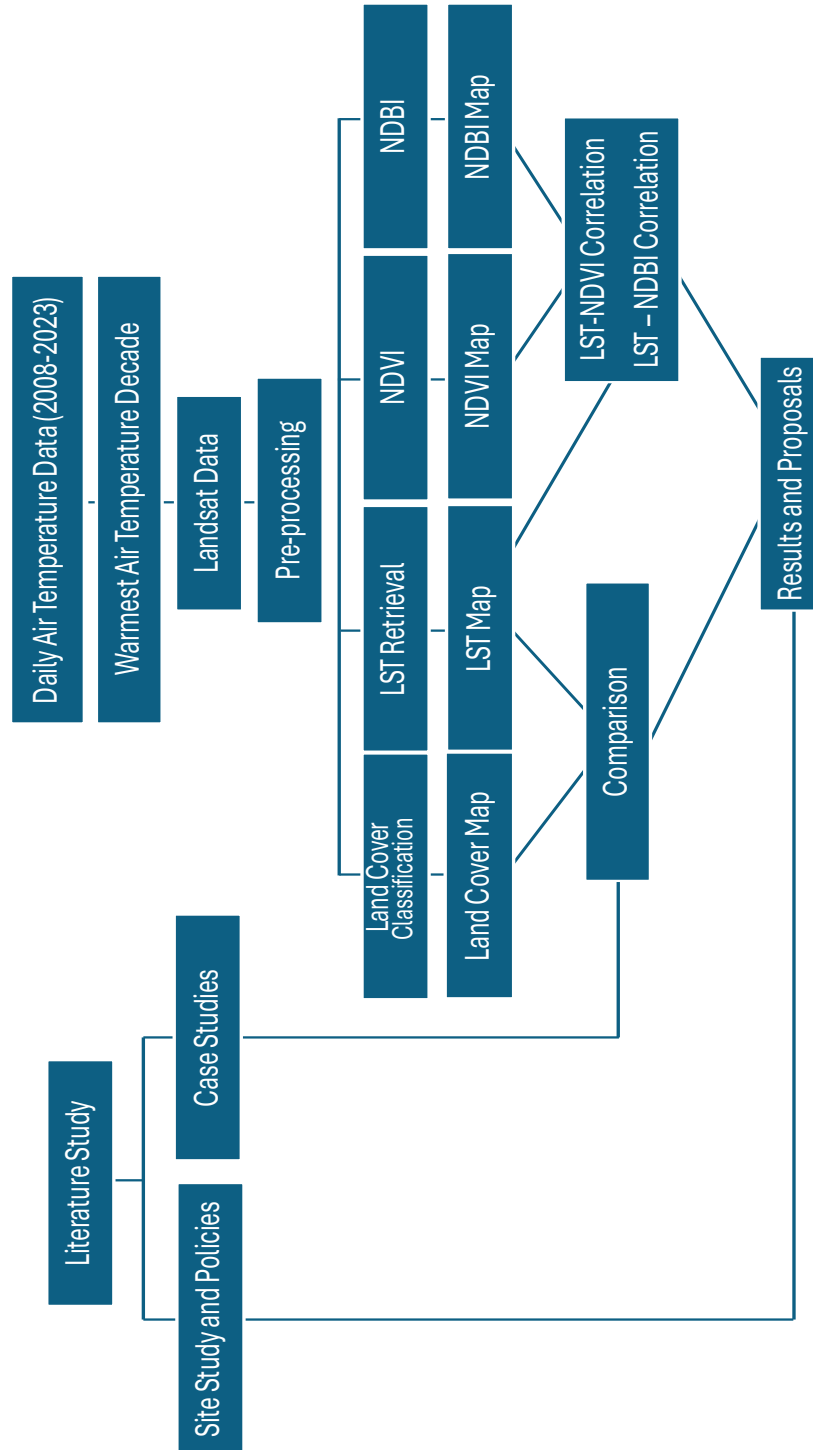 Literature Study
Site Study and Policies
Case Studies
Daily Air Temperature Data (2008-2023)
Warmest Air Temperature Decade
Landsat Data
Pre-processing
Land Cover
Classification
LST Retrieval
NDVI
NDBI
Land Cover Map
LST Map
NDVI Map
NDBI Map
Comparison
LST-NDVI Correlation
LST – NDBI Correlation
Results and Proposals